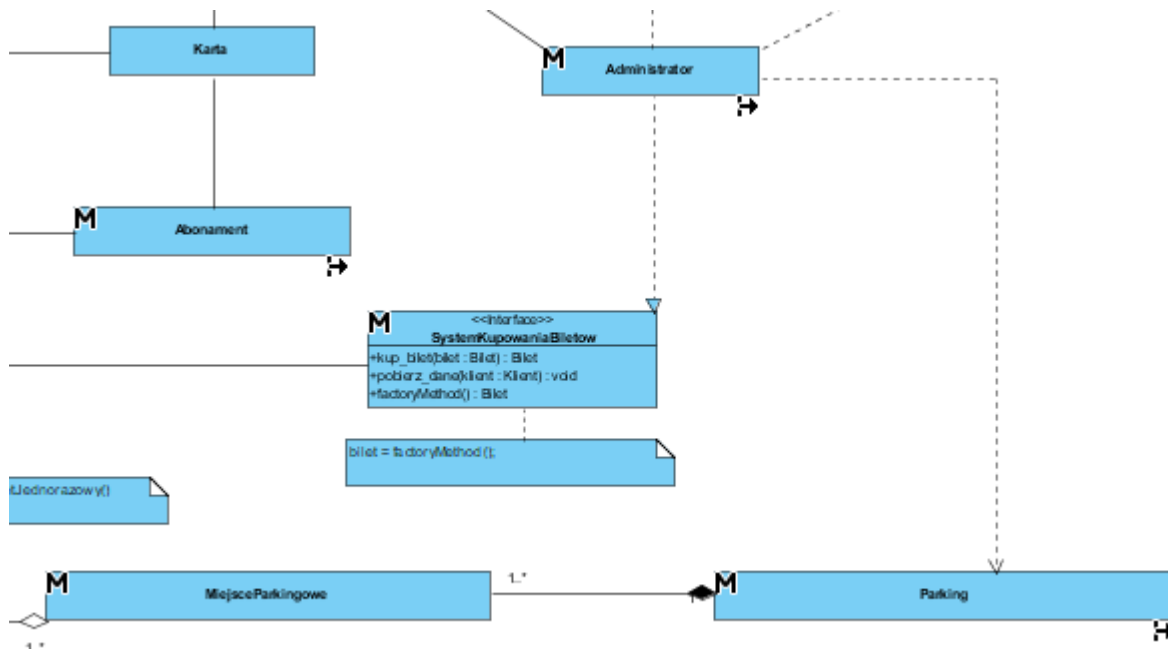 Karta
M
Administrator
M
Abonament
M
<<Interface>>
SystemKupowaniaBiletow
+kup_bilet(bilet : Bilet) : Bilet
+pobierz_dane(klient : Klient) : void
+factoryMethod() : Bilet
bilet = factoryMethod();
tJednorazowy()
M
MiejsceParkingowe
1..*
M
Parking
1..*